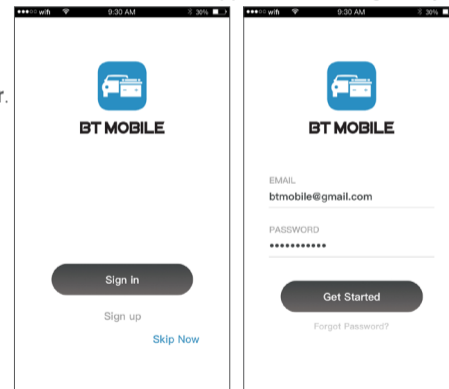 wifi 9:30 AM 30%
BT MOBILE
Sign in
Sign up
Skip Now
r.
wifi 9:30 AM 30%
BT MOBILE
EMAIL
btmobile@gmail.com
PASSWORD
•••••••••••
Get Started
Forgot Password?